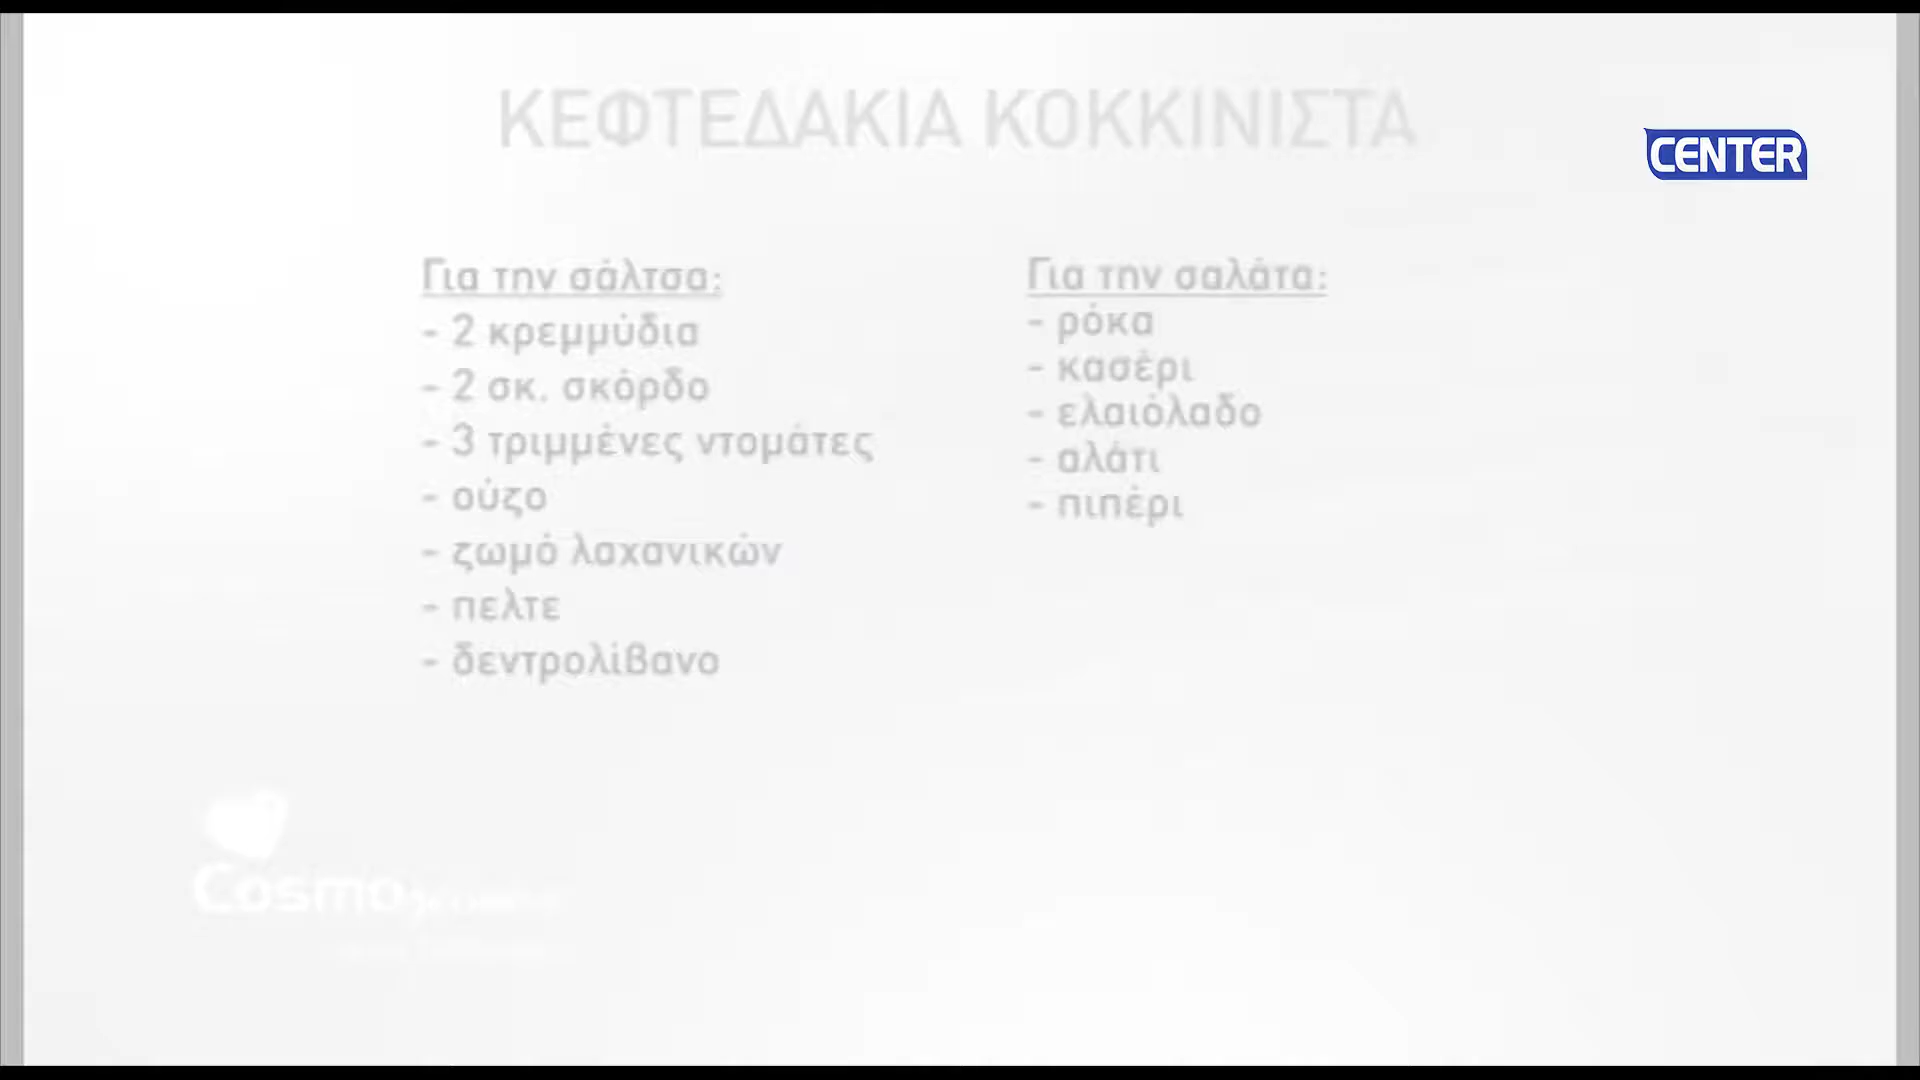 ΚΕΦΤΕΔΑΚΙΑ ΚΟΚΚΙΝΙΣΤΑ
CENTER
Για την σάλτσα:
- 2 κρεμμύδια
- 2 σκ. σκόρδο
- 3 τριμμένες ντομάτες
- ούζο
- ζωμό λαχανικών
- πελτε
- δεντρολίβανο
Για την σαλάτα:
- ρόκα
- κασέρι
- ελαιόλαδο
- αλάτι
- πιπέρι
Cosmo